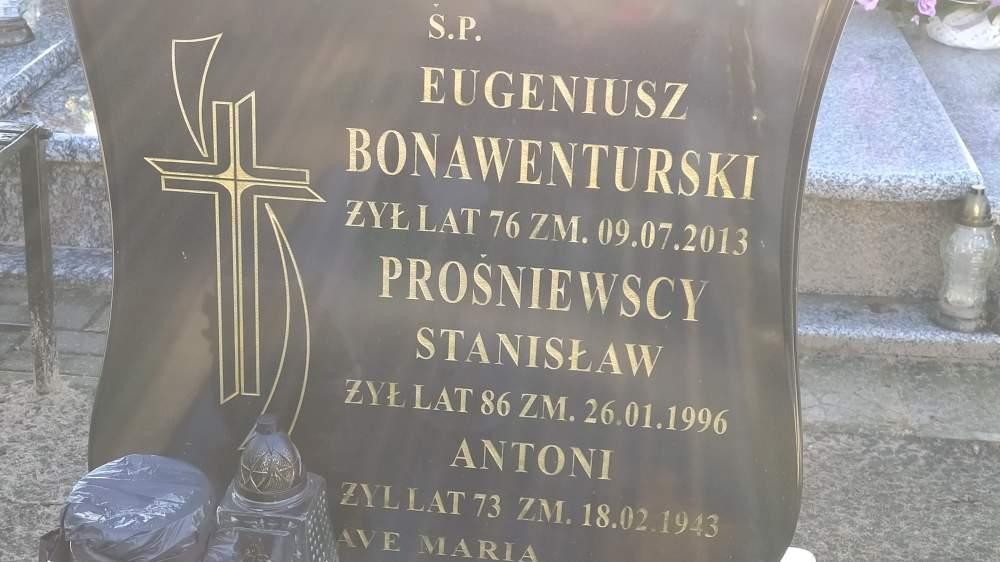 Ś.P.
EUGENIUSZ
BONAWENTURSKI
ŻYŁ LAT 76 ZM. 09.07.2013
PROŚNIEWSCY
STANISŁAW
ŻYŁ LAT 86 ZM. 26.01.1996
ANTONI
ŻYL LAT 73 ZM. 18.02.1943
AVE MARIA